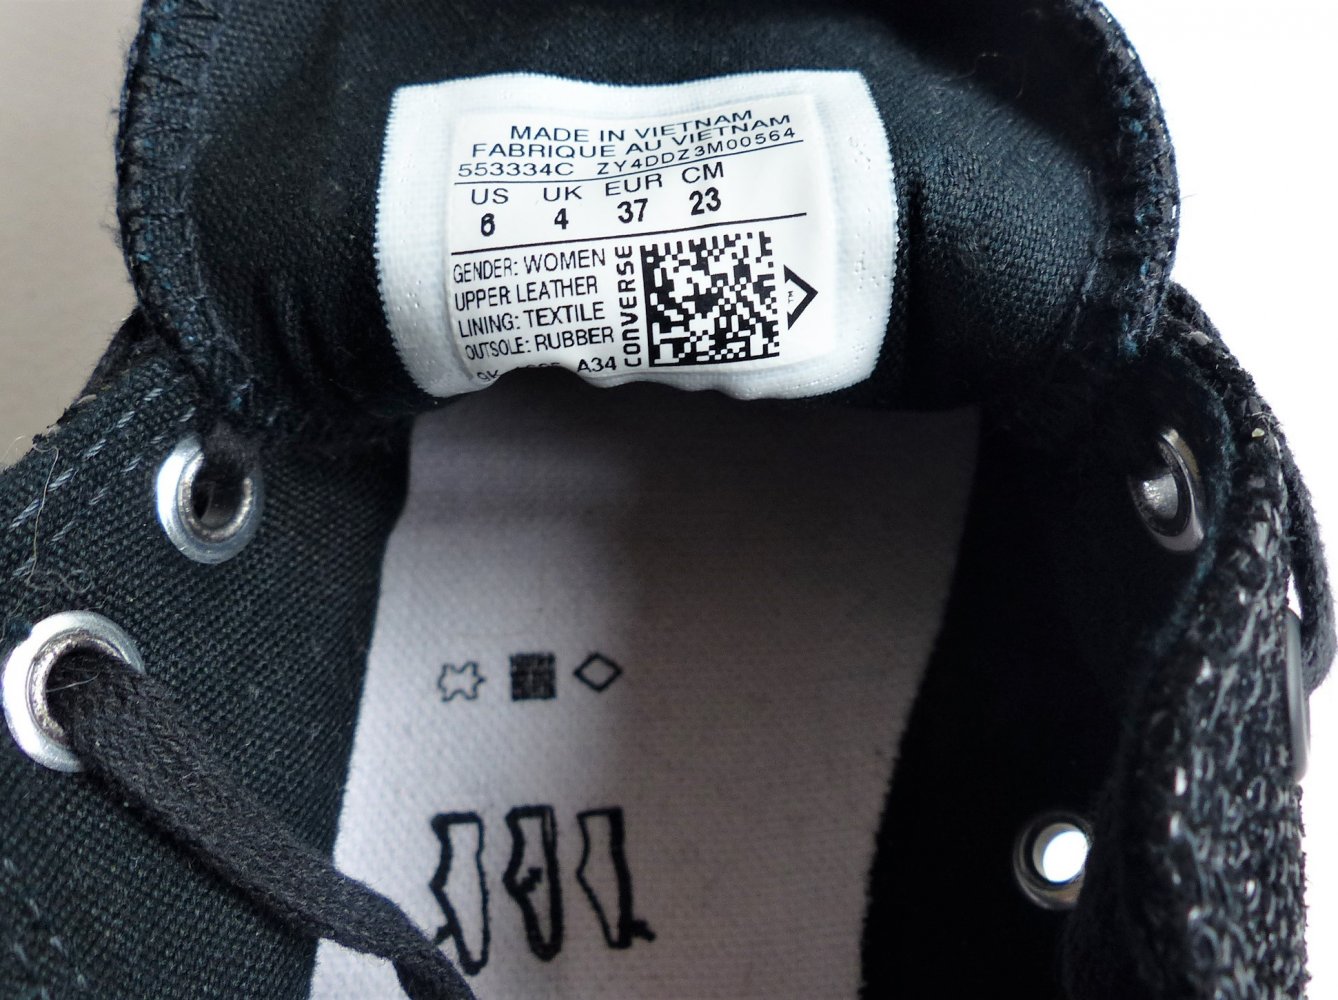 MADE IN VIETNAM
FABRIQUE AU VIETNAM
553334C ZY4DDZ3M00564
US UK EUR CM
6 4 37 23
GENDER: WOMEN
UPPER: LEATHER
LINING: TEXTILE
OUTSOLE: RUBBER
A34
CONVERSE
TM